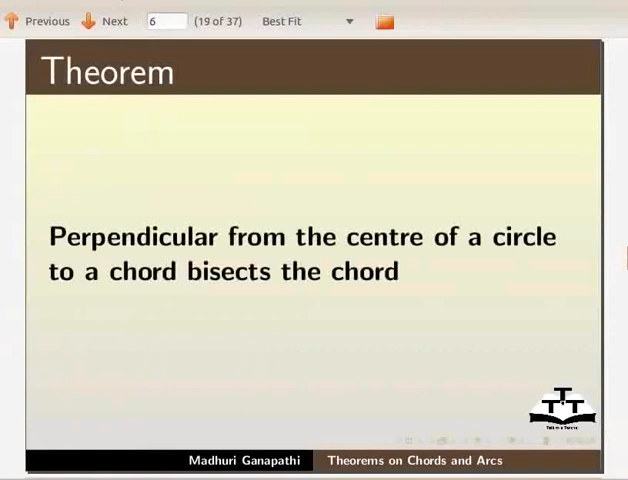 Previous Next 6 (19 of 37) Best Fit
Theorem
Perpendicular from the centre of a circle
to a chord bisects the chord
TTT
Madhuri Ganapathi Theorems on Chords and Arcs